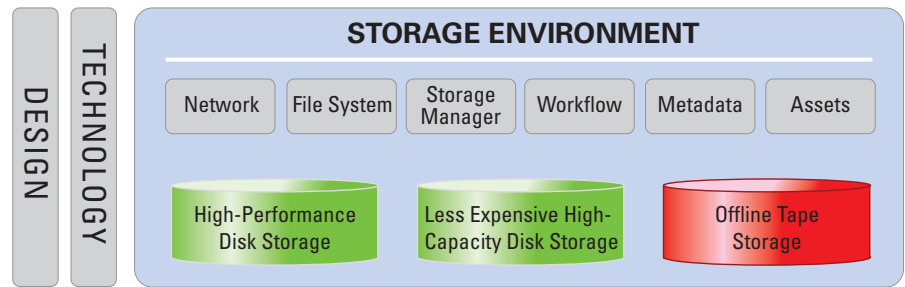 DESIGN
TECHNOLOGY
STORAGE ENVIRONMENT
Network
File System
Storage
Manager
Workflow
Metadata
Assets
High-Performance
Disk Storage
Less Expensive High-
Capacity Disk Storage
Offline Tape
Storage